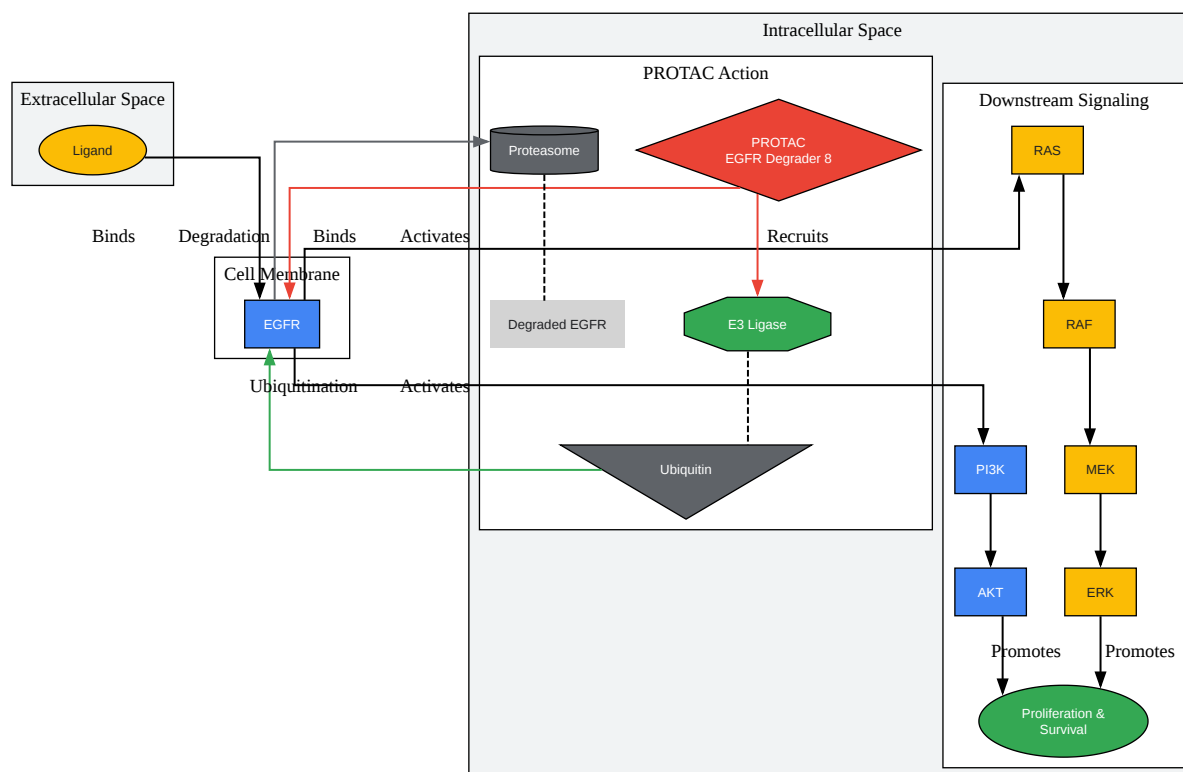 Intracellular Space
PROTAC Action
Extracellular Space
Downstream Signaling
Ligand
Proteasome
PROTAC
EGFR Degrader 8
RAS
Binds
Degradation
Binds
Activates
Recruits
Cell Membrane
EGFR
Degraded EGFR
E3 Ligase
RAF
Ubiquitination
Activates
Ubiquitin
PI3K
MEK
AKT
ERK
Promotes
Promotes
Proliferation &
Survival